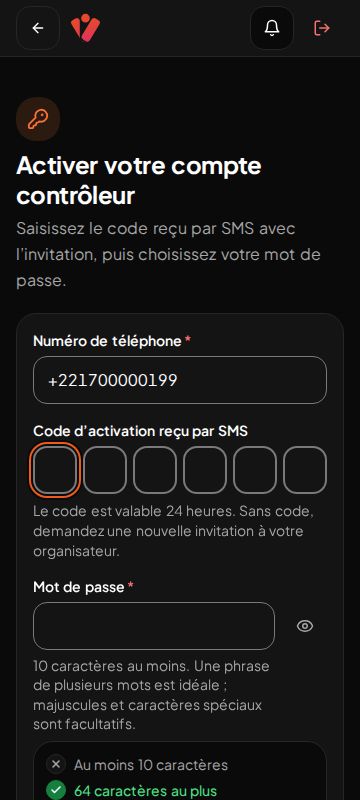 Activer votre compte
contrôleur
Saisissez le code reçu par SMS avec
l'invitation, puis choisissez votre mot de
passe.
Numéro de téléphone *
+221700000199
Code d'activation reçu par SMS
Le code est valable 24 heures. Sans code,
demandez une nouvelle invitation à votre
organisateur.
Mot de passe *
10 caractères au moins. Une phrase
de plusieurs mots est idéale ;
majuscules et caractères spéciaux
sont facultatifs.
Au moins 10 caractères
64 caractères au plus